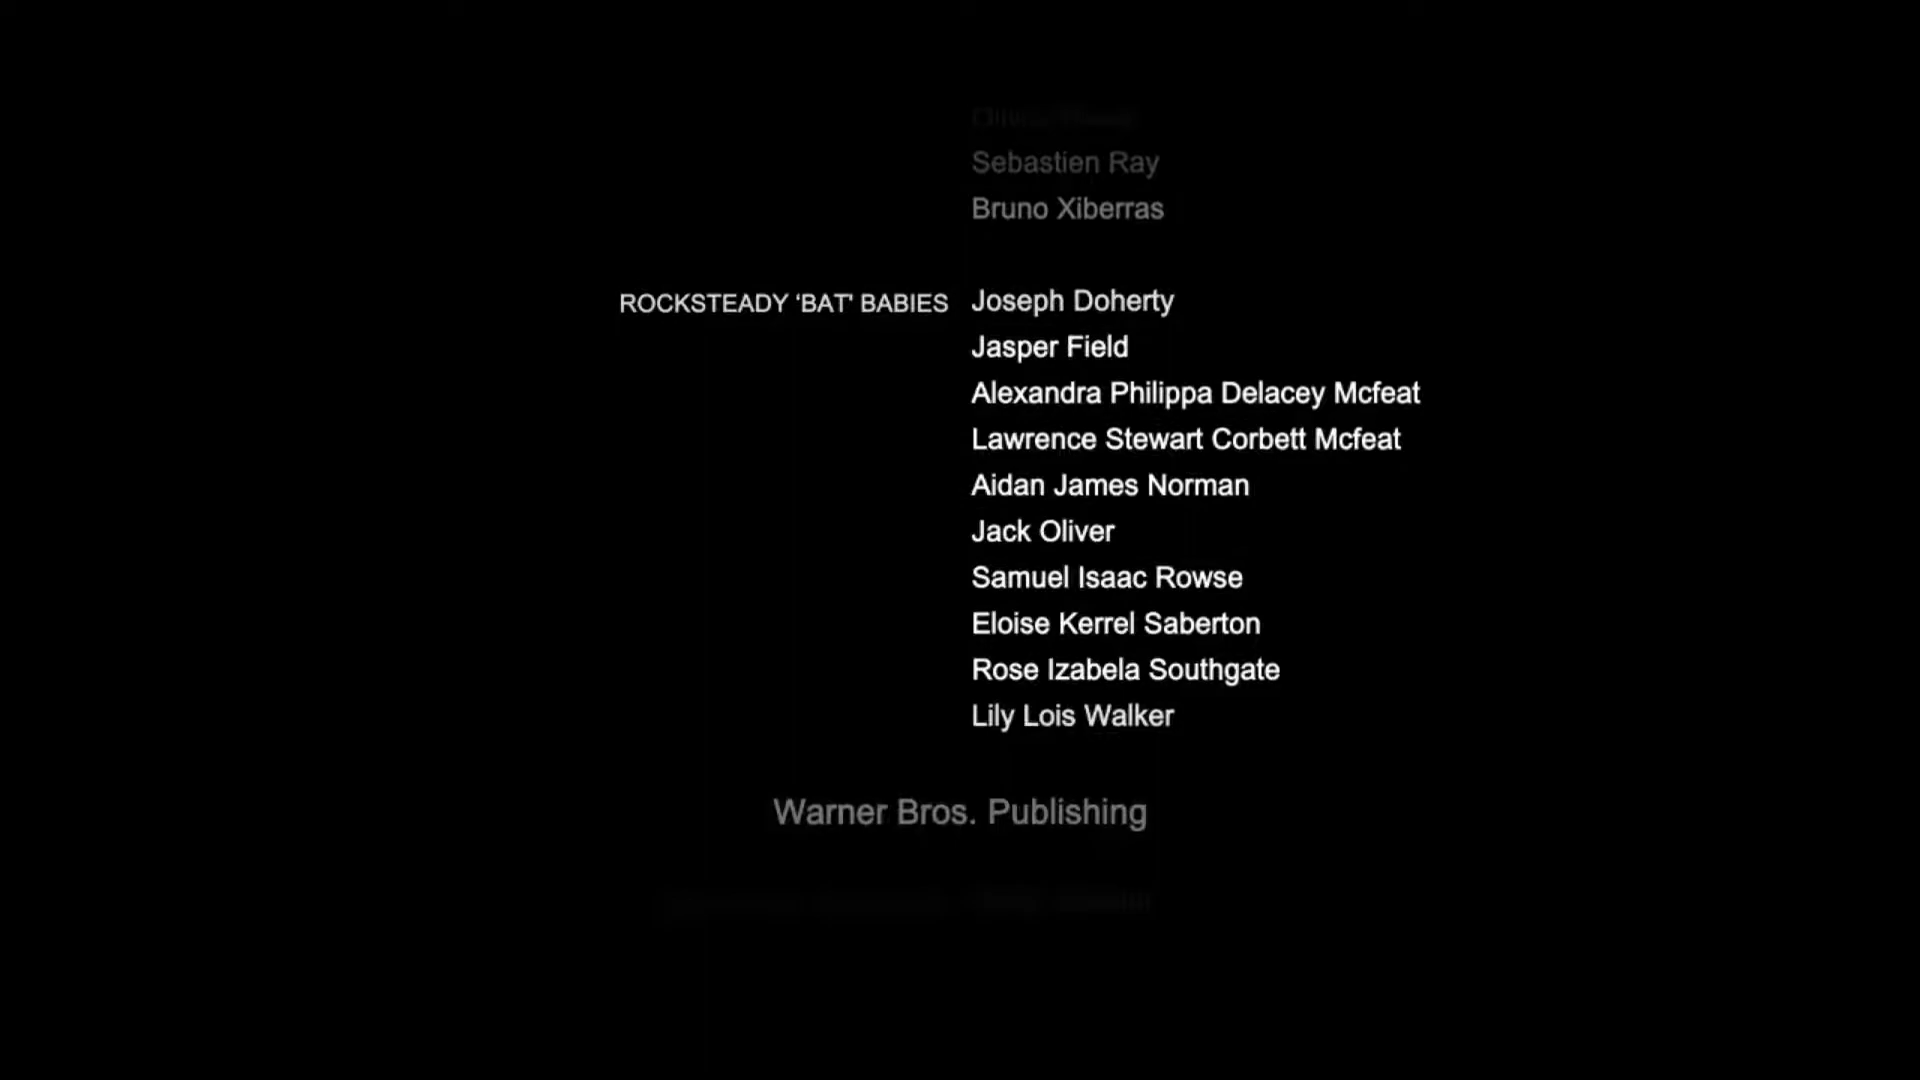 Sebastien Ray
Bruno Xiberras
ROCKSTEADY ‘BAT' BABIES Joseph Doherty
Jasper Field
Alexandra Philippa Delacey Mcfeat
Lawrence Stewart Corbett Mcfeat
Aidan James Norman
Jack Oliver
Samuel Isaac Rowse
Eloise Kerrel Saberton
Rose Izabela Southgate
Lily Lois Walker
Warner Bros. Publishing